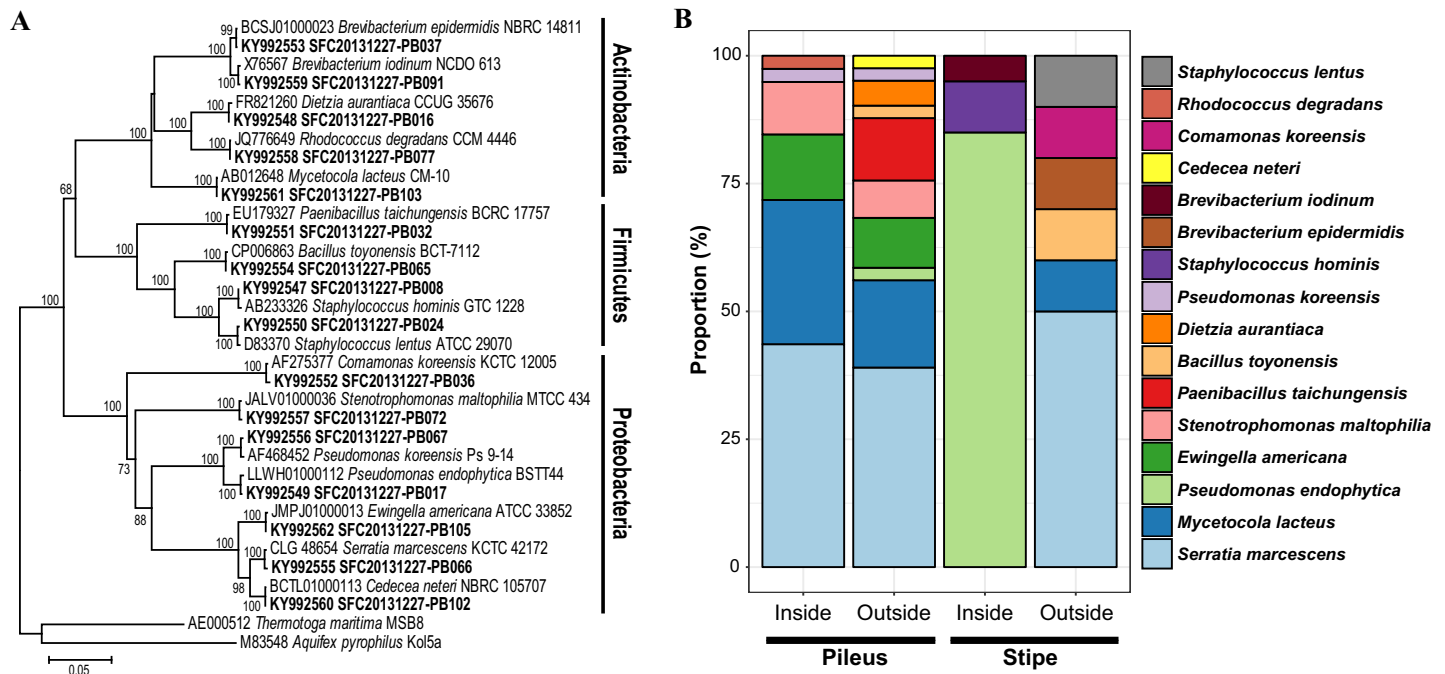 A
BCSJ01000023 Brevibacterium epidermidis NBRC 14811
99
KY992553 SFC20131227-PB037
100
X76567 Brevibacterium iodinum NCDO 613
KY992559 SFC20131227-PB091
100
FR821260 Dietzia aurantiaca CCUG 35676
100
KY992548 SFC20131227-PB016
100
JQ776649 Rhodococcus degradans CCM 4446
100
KY992558 SFC20131227-PB077
AB012648 Mycetocola lacteus CM-10
100
KY992561 SFC20131227-PB103
68
EU179327 Paenibacillus taichungensis BCRC 17757
100
KY992551 SFC20131227-PB032
100
CP006863 Bacillus toyonensis BCT-7112
100
KY992554 SFC20131227-PB065
100
KY992547 SFC20131227-PB008
100
AB233326 Staphylococcus hominis GTC 1228
100
KY992550 SFC20131227-PB024
100
D83370 Staphylococcus lentus ATCC 29070
100
AF275377 Comamonas koreensis KCTC 12005
100
KY992552 SFC20131227-PB036
100
JALV01000036 Stenotrophomonas maltophilia MTCC 434
100
KY992557 SFC20131227-PB072
KY992556 SFC20131227-PB067
100
AF468452 Pseudomonas koreensis Ps 9-14
100
73
LLWH01000112 Pseudomonas endophytica BSTT44
100
KY992549 SFC20131227-PB017
88
JMPJ01000013 Ewingella americana ATCC 33852
100
KY992562 SFC20131227-PB105
100
CLG 48654 Serratia marcescens KCTC 42172
100
KY992555 SFC20131227-PB066
98
BCTL01000113 Cedecea neteri NBRC 105707
100
KY992560 SFC20131227-PB102
AE000512 Thermotoga maritima MSB8
M83548 Aquifex pyrophilus Kol5a
0.05
Actinobacteria
Firmicutes
Proteobacteria
B
Proportion (%)
100
75
50
25
0
Inside
Outside
Inside
Outside
Pileus
Stipe
Staphylococcus lentus
Rhodococcus degradans
Comamonas koreensis
Cedecea neteri
Brevibacterium iodinum
Brevibacterium epidermidis
Staphylococcus hominis
Pseudomonas koreensis
Dietzia aurantiaca
Bacillus toyonensis
Paenibacillus taichungensis
Stenotrophomonas maltophilia
Ewingella americana
Pseudomonas endophytica
Mycetocola lacteus
Serratia marcescens